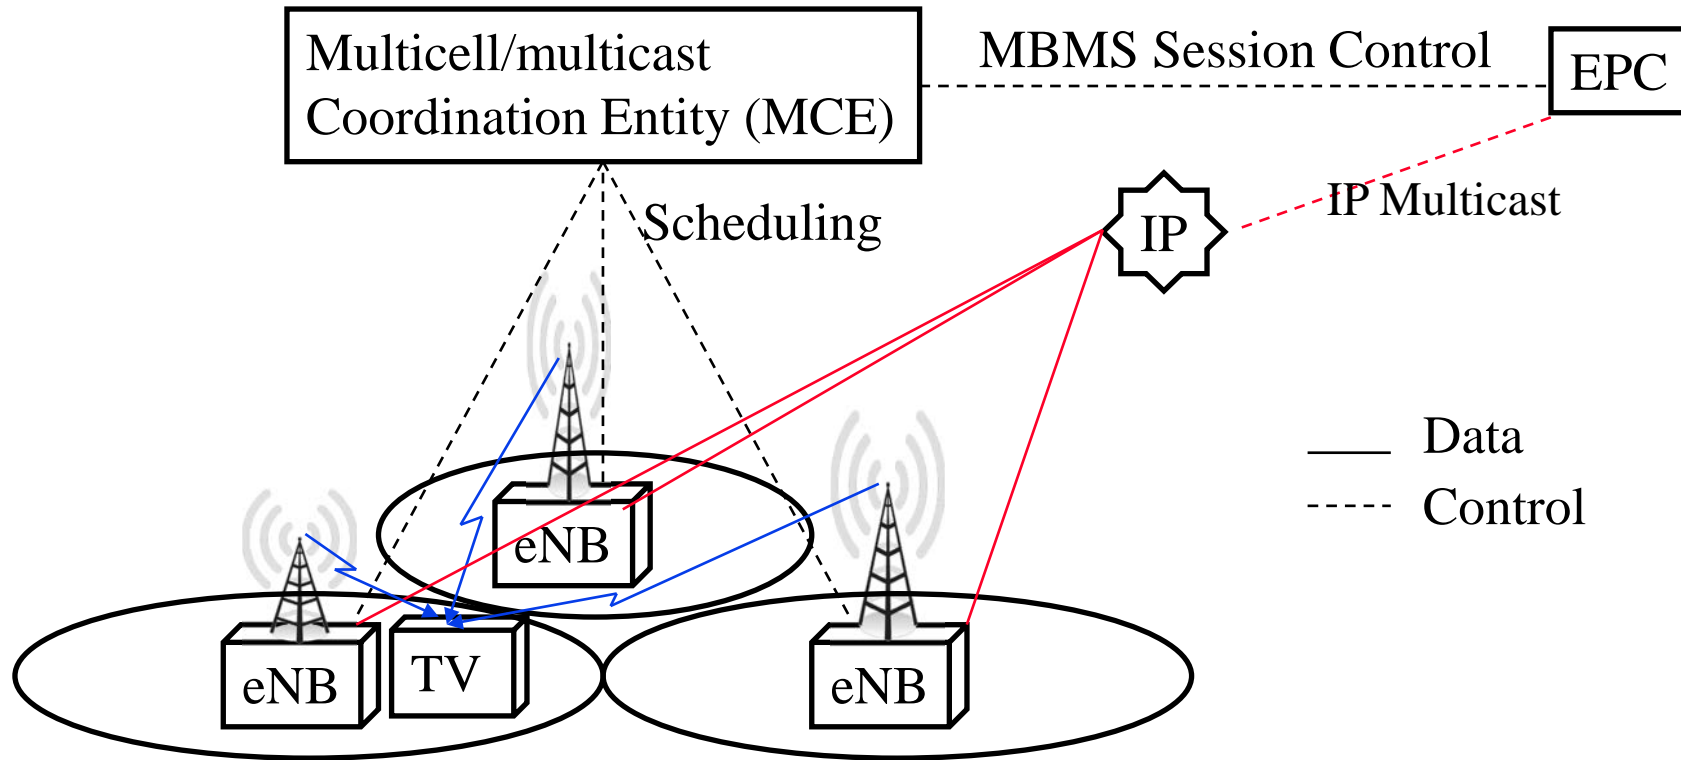 Multicell/multicast
Coordination Entity (MCE)
MBMS Session Control
EPC
Scheduling
IP
IP Multicast
Data
Control
eNB
eNB
TV
eNB